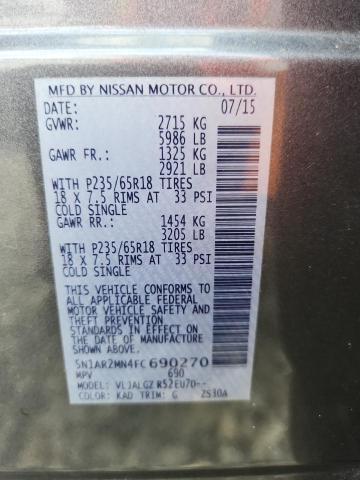 MFD BY NISSAN MOTOR CO., LTD.
DATE: 07/15
GVWR: 2715 KG
5986 LB
GAWR FR.: 1325 KG
2921 LB
WITH P235/65R18 TIRES
18 X 7.5 RIMS AT 33 PSI
COLD SINGLE
GAWR RR.: 1454 KG
3205 LB
WITH P235/65R18 TIRES
18 X 7.5 RIMS AT 33 PSI
COLD SINGLE
THIS VEHICLE CONFORMS TO
ALL APPLICABLE FEDERAL
MOTOR VEHICLE SAFETY
AND THEFT PREVENTION
STANDARDS IN EFFECT ON
THE DATE OF MANUFACTURE
SHOWN ABOVE.
5N1AR2MN4FC690270
MPV 690
MODEL: VLJALGZ R52EU70--
COLOR: KAD TRIM: G ZS30A